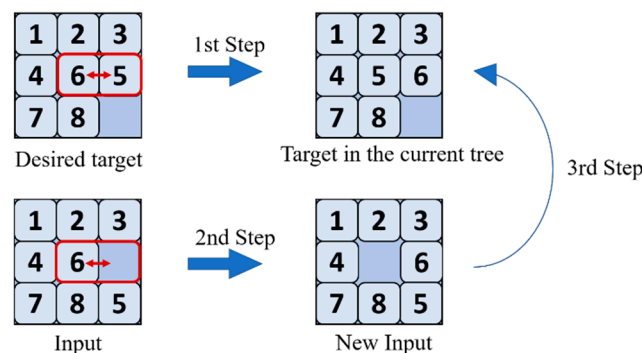 1 2 3
4 6 5
7 8
Desired target
1st Step
1 2 3
4 5 6
7 8
Target in the current tree
3rd Step
1 2 3
4 6
7 8 5
Input
2nd Step
1 2 3
4 6
7 8 5
New Input